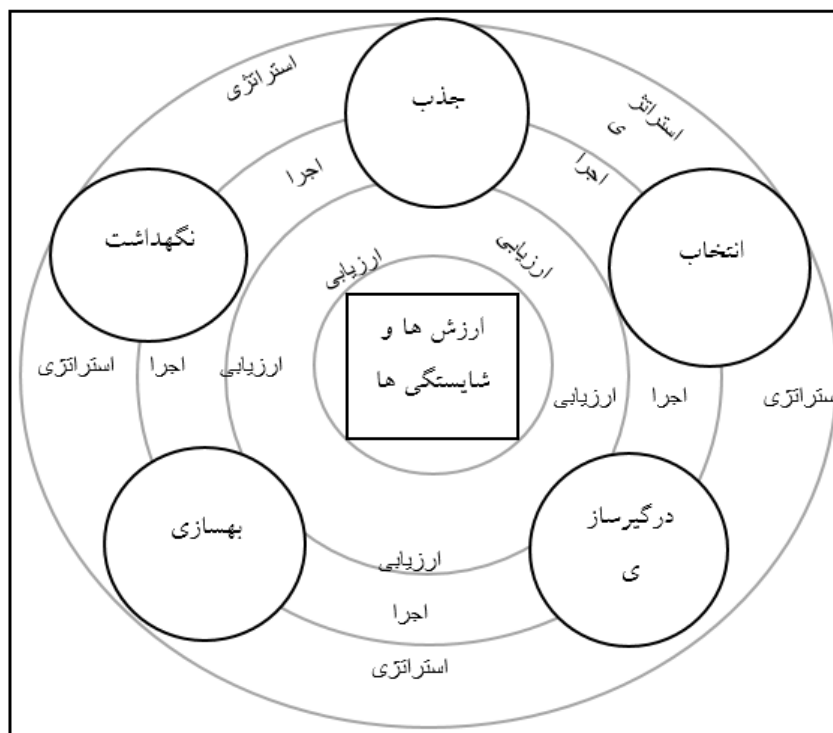 جذب
استراتژی
استراتژ
ی
اجرا
اجرا
نگهداشت
انتخاب
ارزیابی
ارزیابی
ارزش ها و
شایستگی ها
استراتژی
اجرا
ارزیابی
ارزیابی
اجرا
ستراتژی
بهسازی
درگیرساز
ی
ارزیابی
اجرا
استراتژی